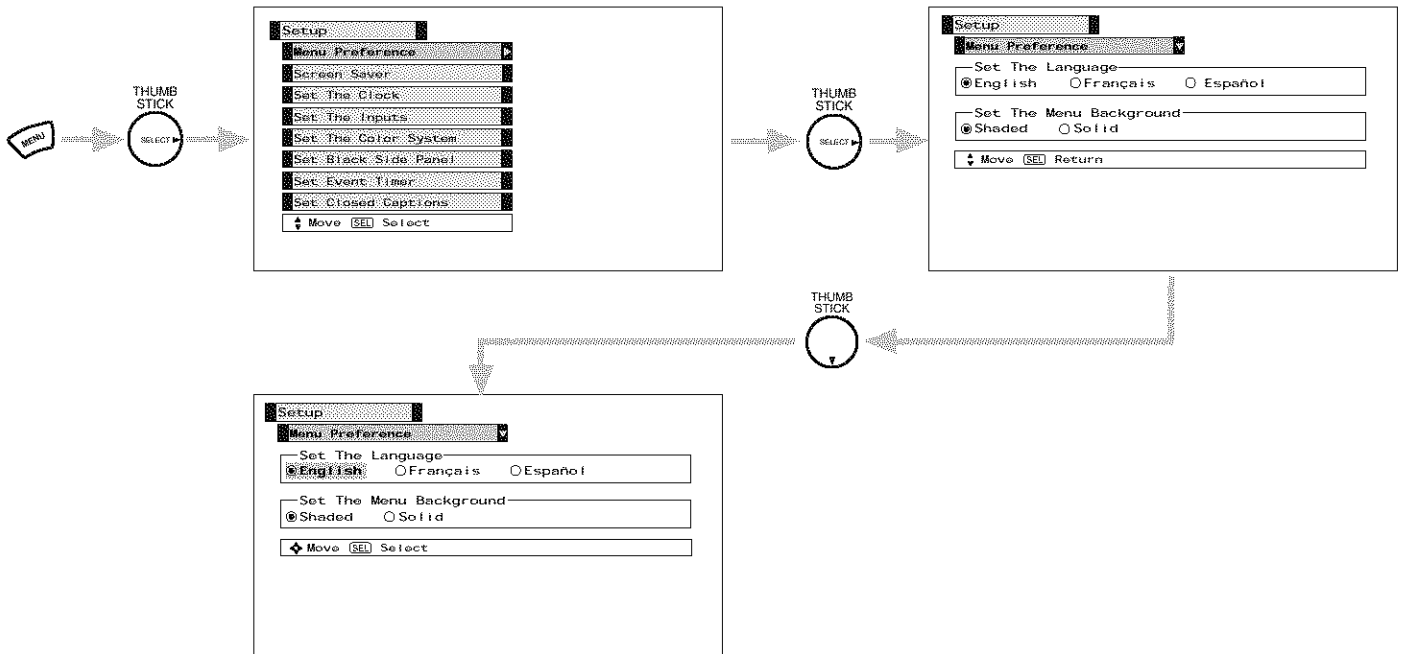 MENU
THUMB
STICK
SELECT
Setup
Menu Preference
Screen Saver
Set The Clock
Set The Inputs
Set The Color System
Set Black Side Panel
Set Event Timer
Set Closed Captions
Move SEL Select
THUMB
STICK
SELECT
Setup
Menu Preference
Set The Language
English Français Español
Set The Menu Background
Shaded Solid
Move SEL Return
THUMB
STICK
Setup
Menu Preference
Set The Language
English Français Español
Set The Menu Background
Shaded Solid
Move SEL Select